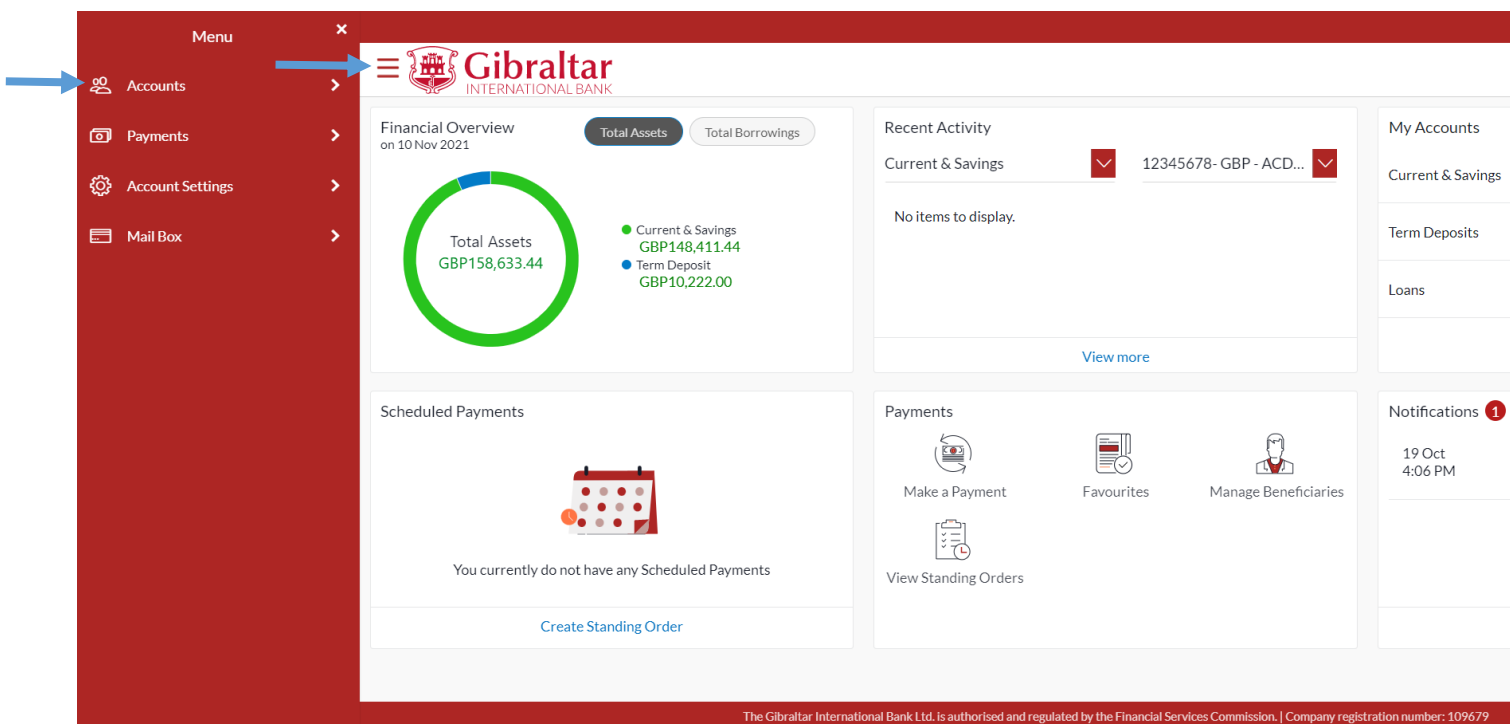 Menu
×
Accounts
Payments
Account Settings
Mail Box
Gibraltar
INTERNATIONAL BANK
Financial Overview
on 10 Nov 2021
Total Assets
Total Borrowings
Total Assets
GBP158,633.44
Current & Savings
GBP148,411.44
Term Deposit
GBP10,222.00
Recent Activity
Current & Savings
12345678- GBP - ACD...
No items to display.
View more
My Accounts
Current & Savings
Term Deposits
Loans
Scheduled Payments
You currently do not have any Scheduled Payments
Create Standing Order
Payments
Make a Payment
Favourites
Manage Beneficiaries
View Standing Orders
Notifications 1
19 Oct
4:06 PM
The Gibraltar International Bank Ltd. is authorised and regulated by the Financial Services Commission. | Company registration number: 109679